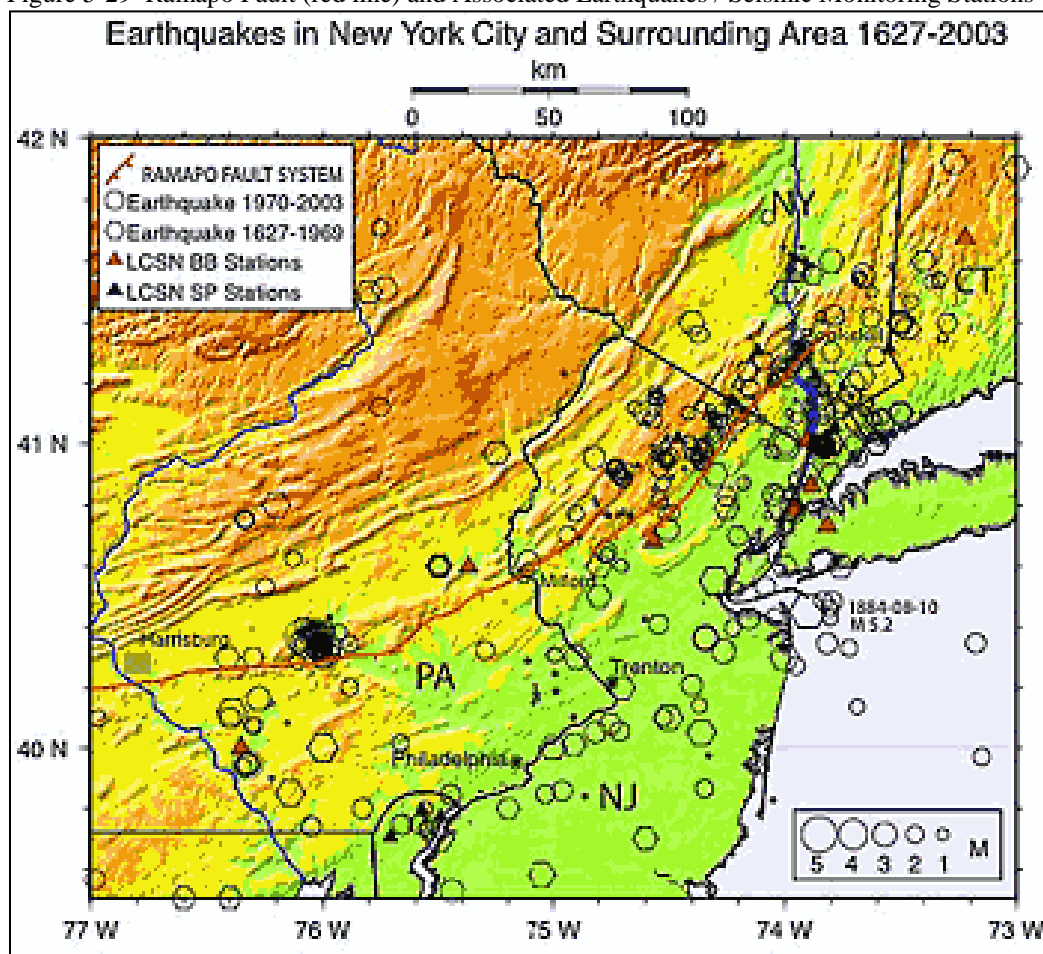 Figure 3-29 Ramapo Fault (red line) and Associated Earthquakes / Seismic Monitoring Stations
Earthquakes in New York City and Surrounding Area 1627-2003
km
0 50 100
42 N
RAMAPO FAULT SYSTEM
Earthquake 1970-2003
Earthquake 1627-1969
LCSN BB Stations
LCSN SP Stations
NY
CT
41 N
Milford
1884-08-10
M 5.2
Harrisburg
PA
Trenton
40 N
Philadelphia
NJ
5 4 3 2 1 M
77 W 76 W 75 W 74 W 73 W